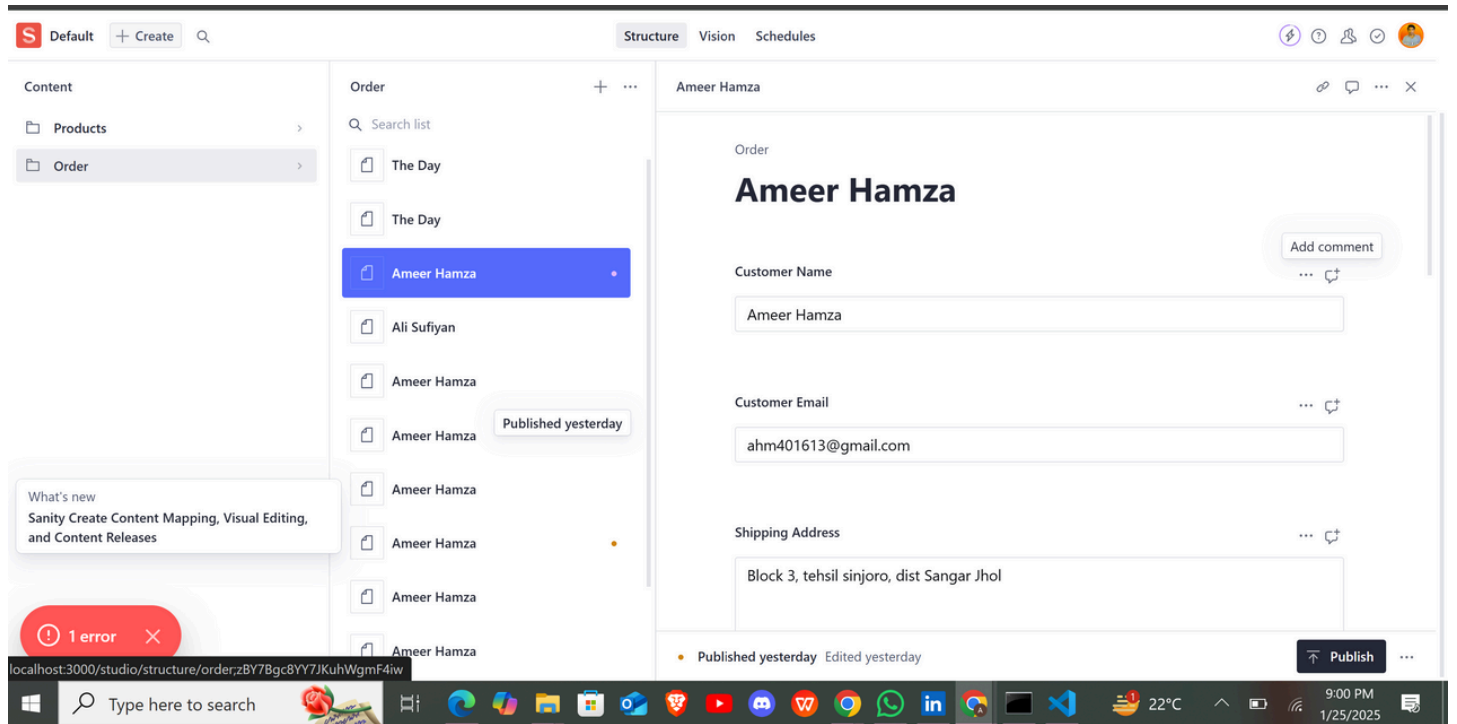 S Default + Create
Structure Vision Schedules
Content
Products
Order
Order
Search list
The Day
The Day
Ameer Hamza
Ali Sufiyan
Ameer Hamza
Ameer Hamza
Published yesterday
Ameer Hamza
Ameer Hamza
Ameer Hamza
Ameer Hamza
What's new
Sanity Create Content Mapping, Visual Editing,
and Content Releases
1 error
localhost:3000/studio/structure/order;zBY7Bgc8YY7JKuhWgmF4iw
Ameer Hamza
Order
Ameer Hamza
Add comment
Customer Name
Ameer Hamza
Customer Email
ahm401613@gmail.com
Shipping Address
Block 3, tehsil sinjoro, dist Sangar Jhol
Published yesterday Edited yesterday
Publish
Type here to search
22°C
9:00 PM
1/25/2025